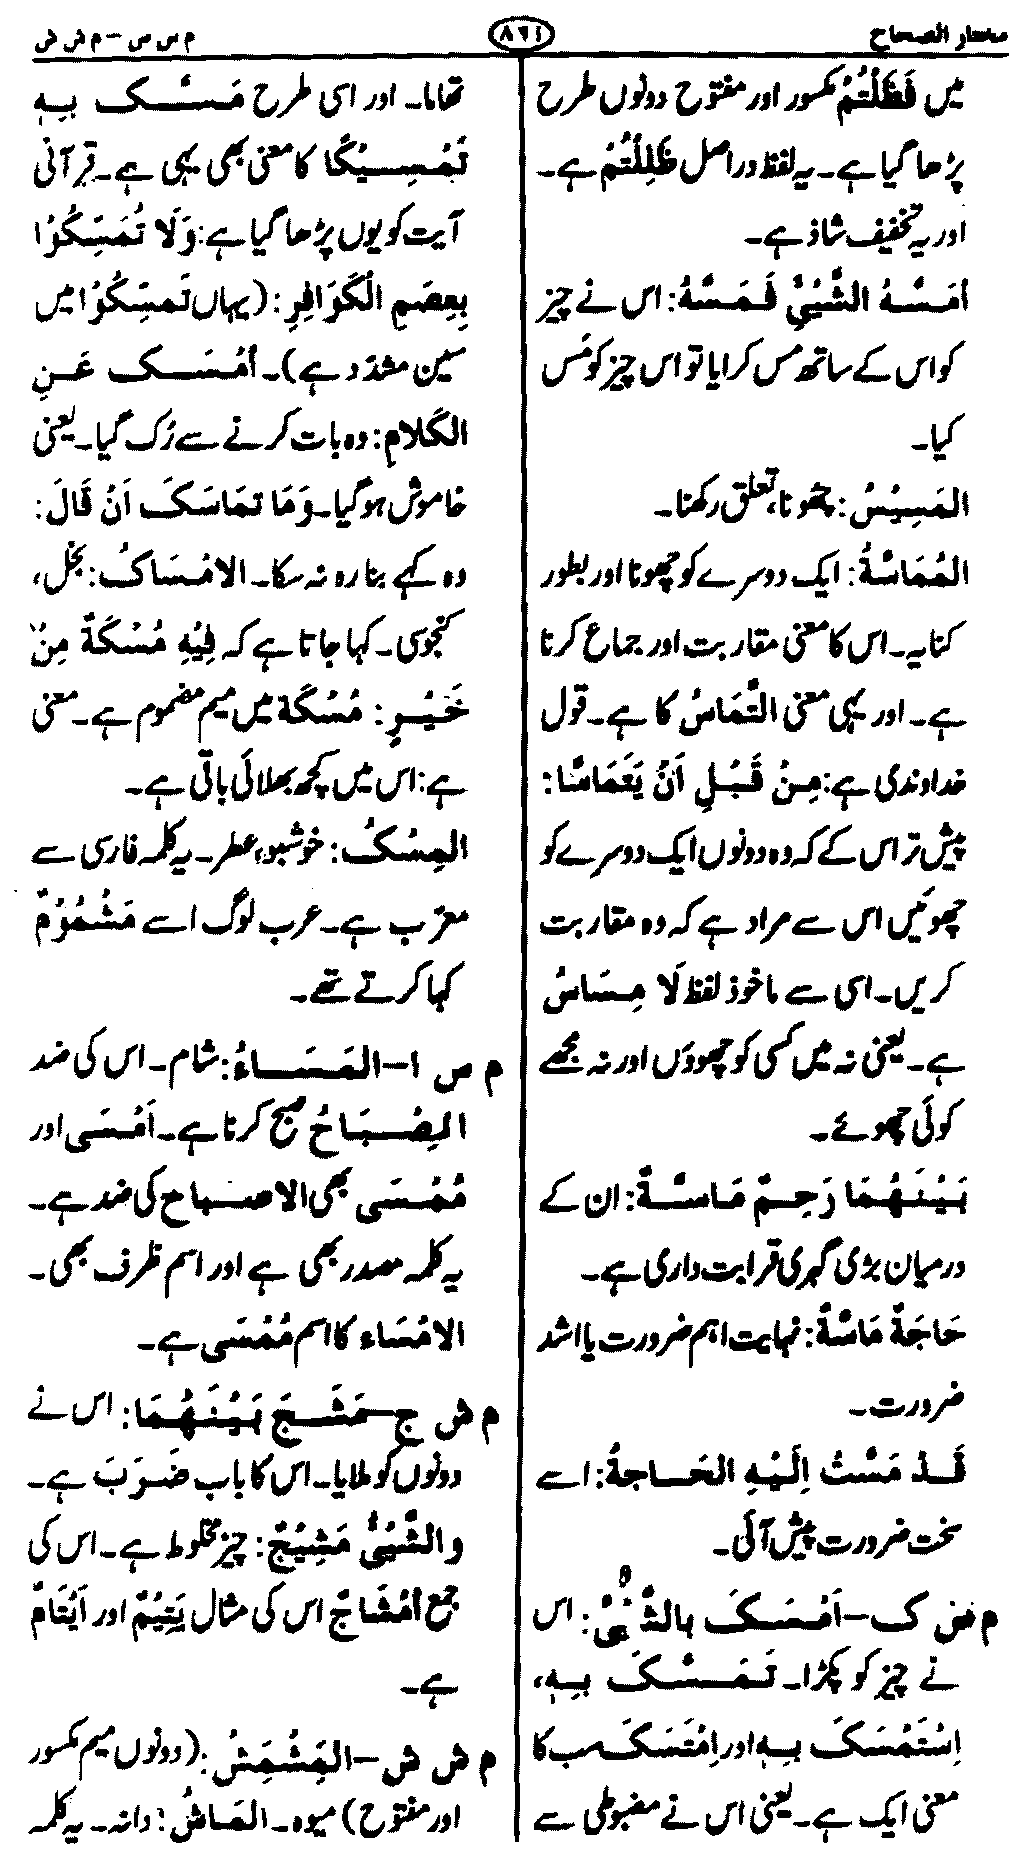 مختار الصحاح
٨٦٤
م س س – م ش ش
میں فَظَلْتُمْ مکسور اور مفتوح دونوں طرح
پڑھا گیا ہے۔ یہ لفظ دراصل ظَلِلْتُمْ ہے۔
اور یہ تخفیف شاذ ہے۔
اَمَسَّهُ الشَّيْئَ فَمَسَّهُ: اس نے چیز
کو اس کے ساتھ مس کرایا تو اس چیز کو مَس
کیا۔
المَسِيْسُ: چھونا، تعلق رکھنا۔
المُمَاسَّةُ: ایک دوسرے کو چھونا اور بطور
کنایہ۔ اس کا معنی مقاربت اور جماع کرنا
ہے۔ اور یہی معنی التَّمَاسُ کا ہے۔ قول
خداوندی ہے: مِنْ قَبْلِ اَنْ يَتَمَاسَّا:
پیش تر اس کے کہ وہ دونوں ایک دوسرے کو
چھوئیں اس سے مراد ہے کہ وہ مقاربت
کریں۔ اسی سے ماخوذ لفظ لَا مِسَاسُ
ہے۔ یعنی نہ میں کسی کو چھوؤں اور نہ مجھے
کوئی چھوئے۔
بَيْنَهُمَا رَحِمٌ مَاسَّةٌ: ان کے
درمیان بڑی گہری قرابت داری ہے۔
حَاجَةٌ مَاسَّةٌ: نہایت اہم ضرورت یا اشد
ضرورت۔
قَدْ مَسَّتْ اِلَيْهِ الحَاجةُ: اسے
سخت ضرورت پیش آئی۔
ک – اَمْسَکَ بالشَّيْئ: اس
نے چیز کو پکڑا۔ تَمَسَّکَ بِهٖ،
اِسْتَمْسَکَ بِهٖ اور اِمْتَسَکَ سب کا
معنی ایک ہے۔ یعنی اس نے مضبوطی سے
تھاما۔ اور اسی طرح مَسَّکَ بِهٖ
تَمْسِيْكًا کا معنی بھی یہی ہے۔ قرآنی
آیت کو یوں پڑھا گیا ہے: وَلَا تُمَسِّكُوْا
بِعِصَمِ الْكَوَافِرِ: (یہاں تَمسِّكُوْا میں
سین مشدّد ہے)۔ اَمْسَکَ عَنِ
الكَلامِ: وہ بات کرنے سے رُک گیا۔ یعنی
خاموش ہو گیا۔ وَمَا تمَاسَکَ اَنْ قَالَ:
وہ کہے بنا رہ نہ سکا۔ الامْسَاکُ: بخل،
کنجوسی۔ کہا جاتا ہے کہ فِيْهِ مُسْكَةٌ مِنْ
خَيْرٍ: مُسْكَة میں میم مضموم ہے۔ معنی
ہے: اس میں کچھ بھلائی باقی ہے۔
المِسْکُ: خوشبو، عطر۔ یہ کلمہ فارسی سے
معرّب ہے۔ عرب لوگ اسے مَشْمُوْمٌ
کہا کرتے تھے۔
م ص ا – المَسَاءُ: شام۔ اس کی ضد
الصْبَاحُ صبح کرنا ہے۔ اَمْسَى اور
مُمْسَى بھی الاصباح کی ضد ہے۔
یہ کلمہ مصدر بھی ہے اور اسم ظرف بھی۔
الامْسَاء کا اسم مُمْسَى ہے۔
م ش ج – مَشَجَ بَيْنَهُمَا: اس نے
دونوں کو ملایا۔ اس کا باب ضَرَبَ ہے۔
والشَّيْئُ مَشِيْجٌ: چیز مخلوط ہے۔ اس کی
جمع اَمْشَاجٌ اس کی مثال يَتِيْمٌ اور اَيْتَامٌ
ہے۔
م ش ش – المِشْمِشُ: (دونوں میم مکسور
اور مفتوح) میوہ۔ المَاشُ: دانہ۔ یہ کلمہ